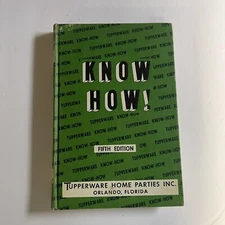 KNOW
HOW!
FIFTH EDITION
TUPPERWARE HOME PARTIES INC.
ORLANDO, FLORIDA